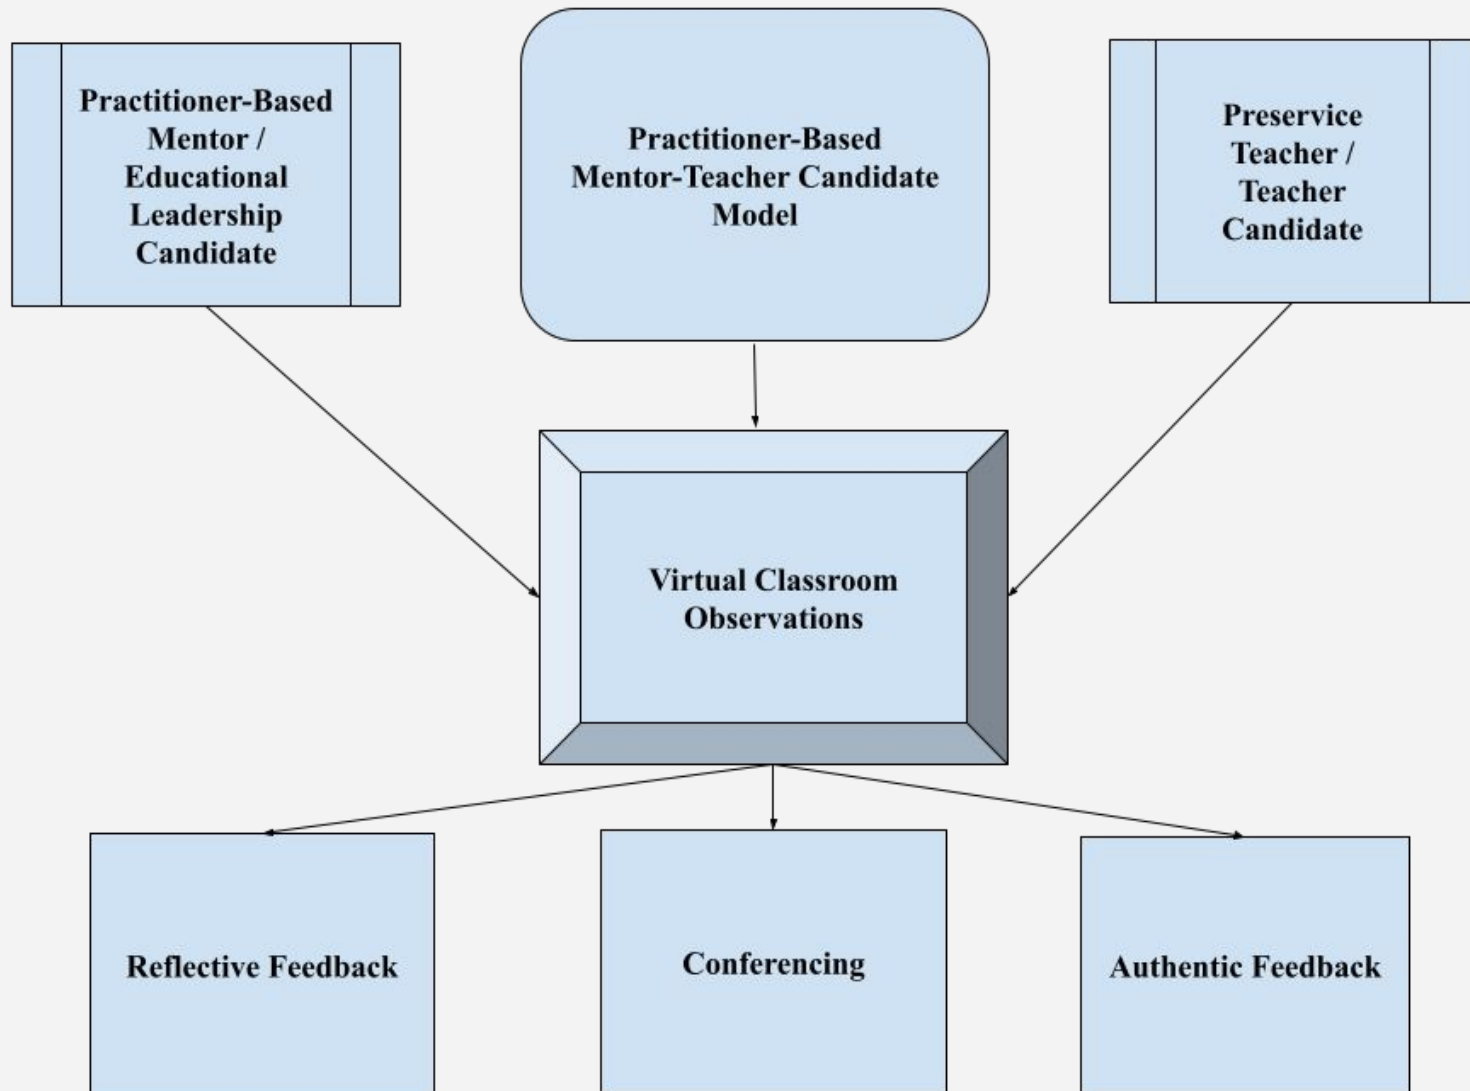 Practitioner-Based
Mentor /
Educational
Leadership
Candidate
Practitioner-Based
Mentor-Teacher Candidate
Model
Preservice
Teacher /
Teacher
Candidate
Virtual Classroom
Observations
Reflective Feedback
Conferencing
Authentic Feedback